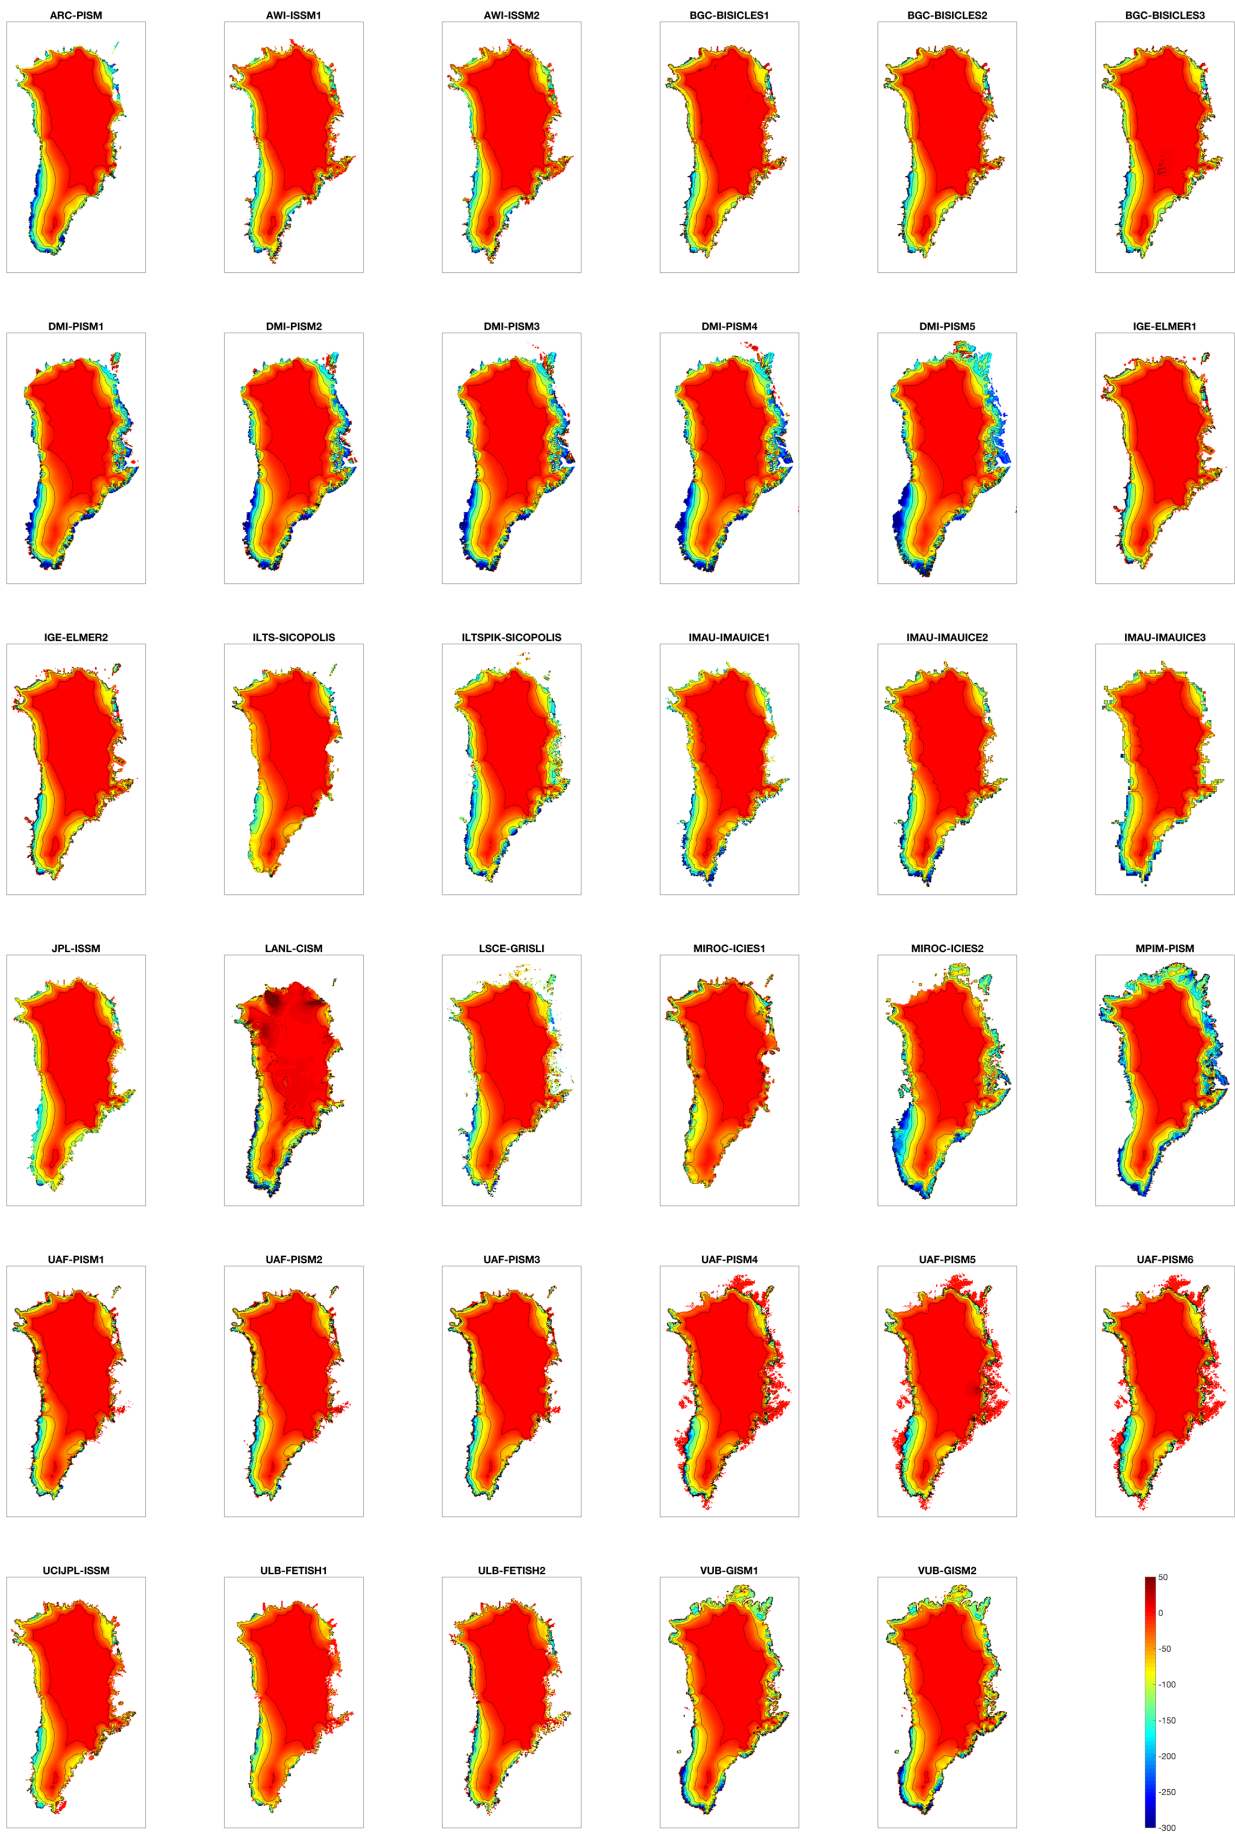 ARC-PISM AWI-ISSM1 AWI-ISSM2 BGC-BISICLES1 BGC-BISICLES2 BGC-BISICLES3
DMI-PISM1 DMI-PISM2 DMI-PISM3 DMI-PISM4 DMI-PISM5 IGE-ELMER1
IGE-ELMER2 ILTS-SICOPOLIS ILTSPIK-SICOPOLIS IMAU-IMAUICE1 IMAU-IMAUICE2 IMAU-IMAUICE3
JPL-ISSM LANL-CISM LSCE-GRISLI MIROC-ICIES1 MIROC-ICIES2 MPIM-PISM
UAF-PISM1 UAF-PISM2 UAF-PISM3 UAF-PISM4 UAF-PISM5 UAF-PISM6
UCIJPL-ISSM ULB-FETISH1 ULB-FETISH2 VUB-GISM1 VUB-GISM2
50
0
-50
-100
-150
-200
-250
-300